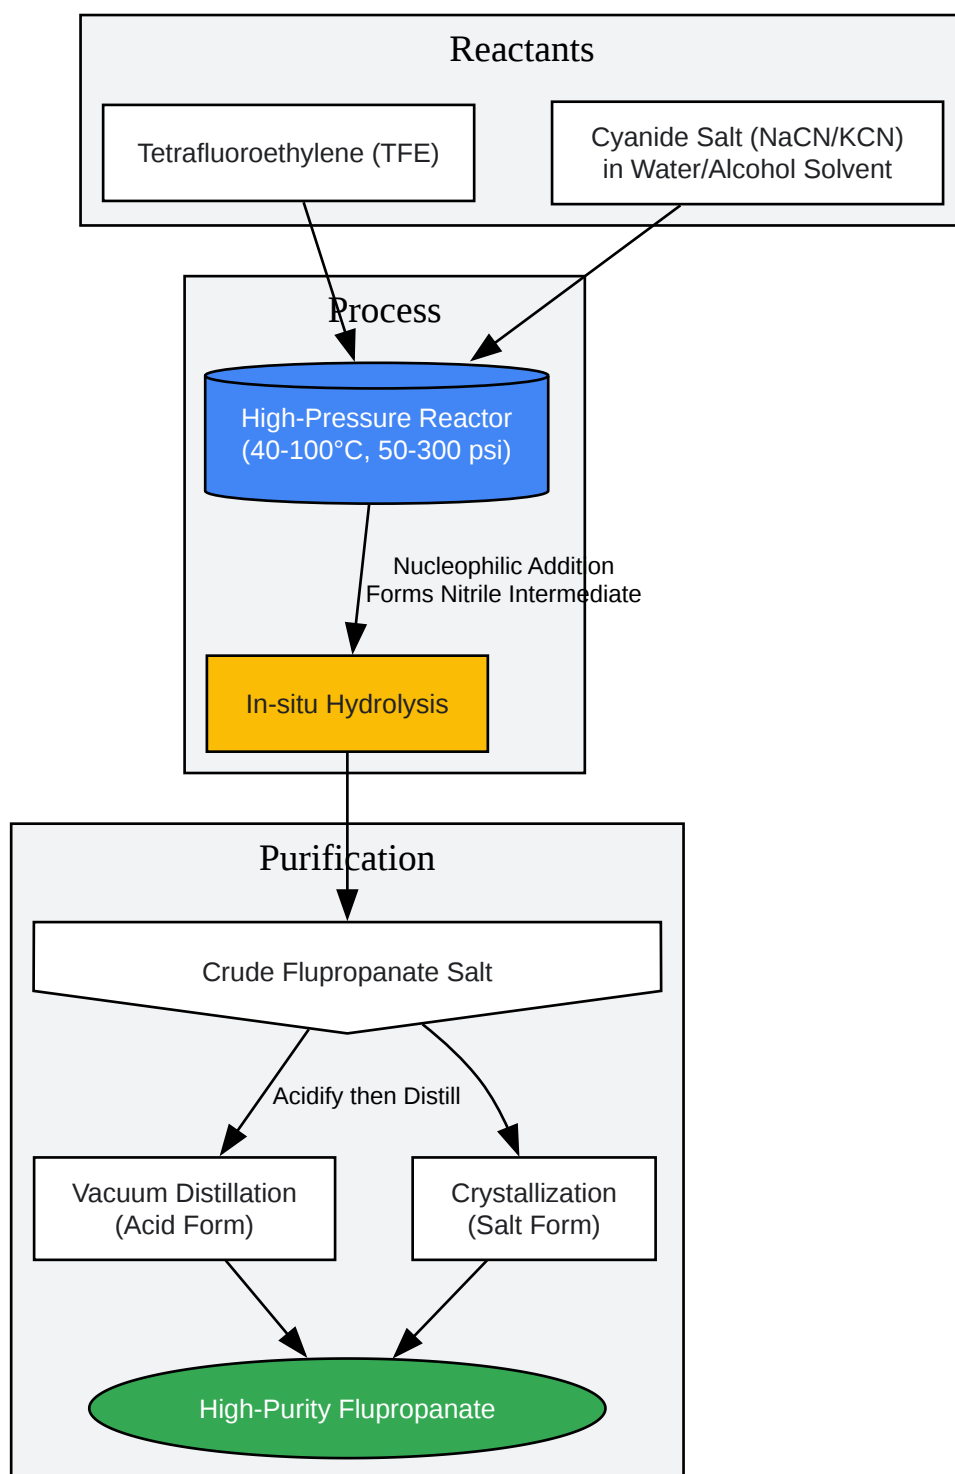 Reactants
Tetrafluoroethylene (TFE)
Cyanide Salt (NaCN/KCN)
in Water/Alcohol Solvent
Process
High-Pressure Reactor
(40-100°C, 50-300 psi)
Nucleophilic Addition
Forms Nitrile Intermediate
In-situ Hydrolysis
Purification
Crude Flupropanate Salt
Acidify then Distill
Vacuum Distillation
(Acid Form)
Crystallization
(Salt Form)
High-Purity Flupropanate